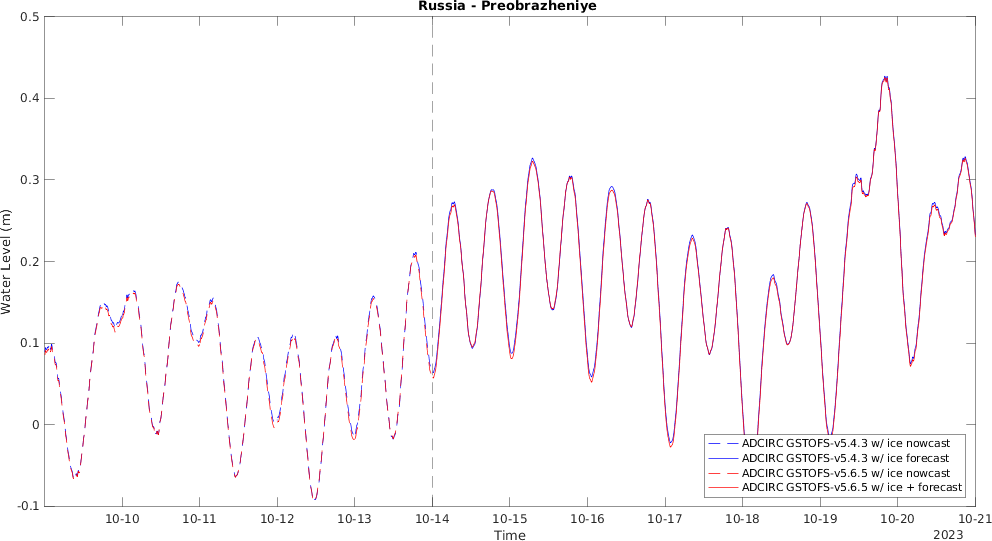 Russia - Preobrazheniye
0.5
0.4
0.3
0.2
0.1
0
-0.1
Water Level (m)
ADCIRC GSTOFS-v5.4.3 w/ ice nowcast
ADCIRC GSTOFS-v5.4.3 w/ ice forecast
ADCIRC GSTOFS-v5.6.5 w/ ice nowcast
ADCIRC GSTOFS-v5.6.5 w/ ice + forecast
10-10 10-11 10-12 10-13 10-14 10-15 10-16 10-17 10-18 10-19 10-20 10-21
Time
2023